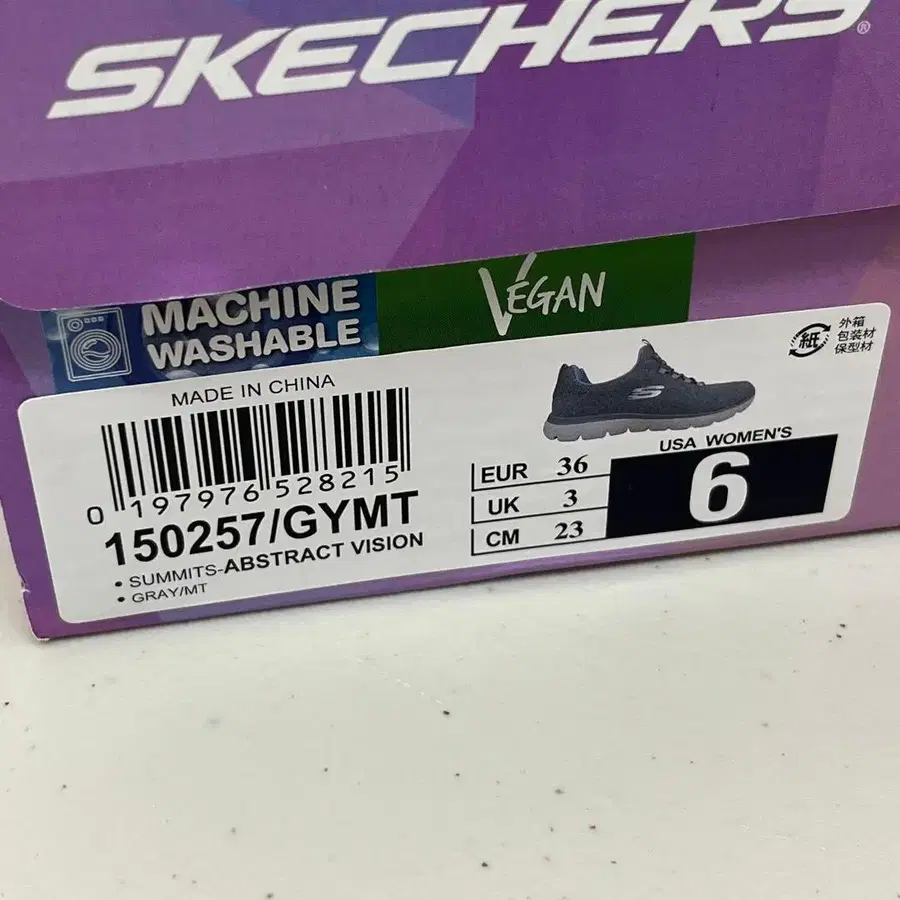 SKECHERS®
MACHINE
WASHABLE
VEGAN
MADE IN CHINA
0 197976 528215
150257/GYMT
• SUMMITS-ABSTRACT VISION
• GRAY/MT
EUR 36
UK 3
CM 23
USA WOMEN'S
6
紙
外箱
包装材
保型材